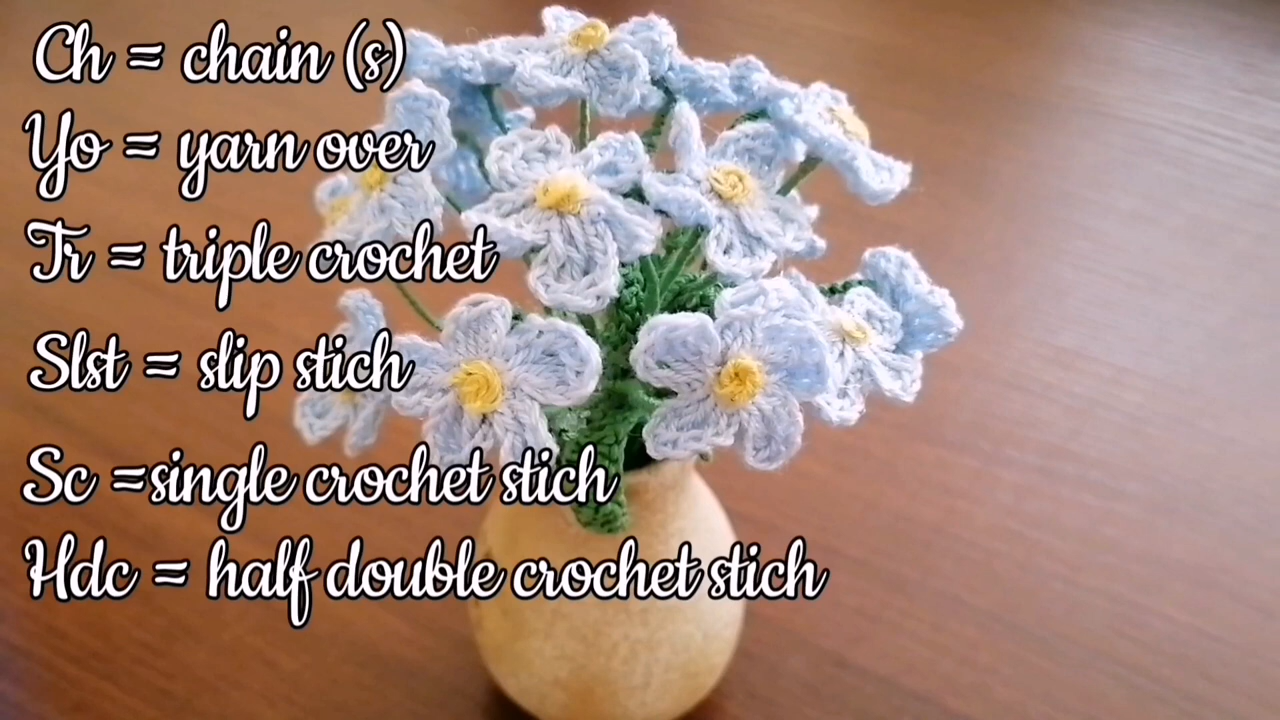 Ch = chain (s)
Yo = yarn over
Tr = triple crochet
Slst = slip stich
Sc =single crochet stich
Hdc = half double crochet stich